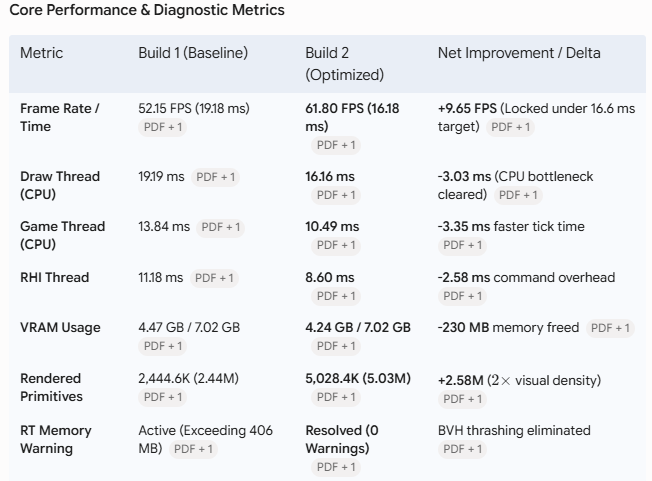 Core Performance & Diagnostic Metrics
Metric
Build 1 (Baseline)
Build 2
(Optimized)
Net Improvement / Delta
Frame Rate /
Time
52.15 FPS (19.18 ms)
PDF + 1
61.80 FPS (16.18
ms)
PDF + 1
+9.65 FPS (Locked under 16.6 ms
target) PDF + 1
Draw Thread
(CPU)
19.19 ms PDF + 1
16.16 ms
PDF + 1
-3.03 ms (CPU bottleneck
cleared) PDF + 1
Game Thread
(CPU)
13.84 ms PDF + 1
10.49 ms
PDF + 1
-3.35 ms faster tick time
PDF + 1
RHI Thread
11.18 ms PDF + 1
8.60 ms
PDF + 1
-2.58 ms command overhead
PDF + 1
VRAM Usage
4.47 GB / 7.02 GB
PDF + 1
4.24 GB / 7.02 GB
PDF + 1
-230 MB memory freed PDF + 1
Rendered
Primitives
2,444.6K (2.44M)
PDF + 1
5,028.4K (5.03M)
PDF + 1
+2.58M (2× visual density)
PDF + 1
RT Memory
Warning
Active (Exceeding 406
MB) PDF + 1
Resolved (0
Warnings)
PDF + 1
BVH thrashing eliminated
PDF + 1